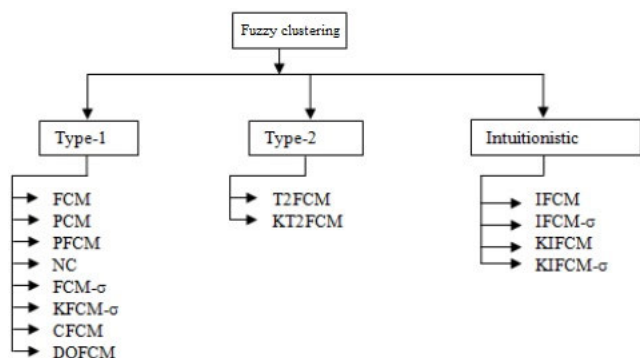 Fuzzy clustering
Type-1
Type-2
Intuitionistic
FCM
PCM
PFCM
NC
FCM-σ
KFCM-σ
CFCM
DOFCM
T2FCM
KT2FCM
IFCM
IFCM-σ
KIFCM
KIFCM-σ